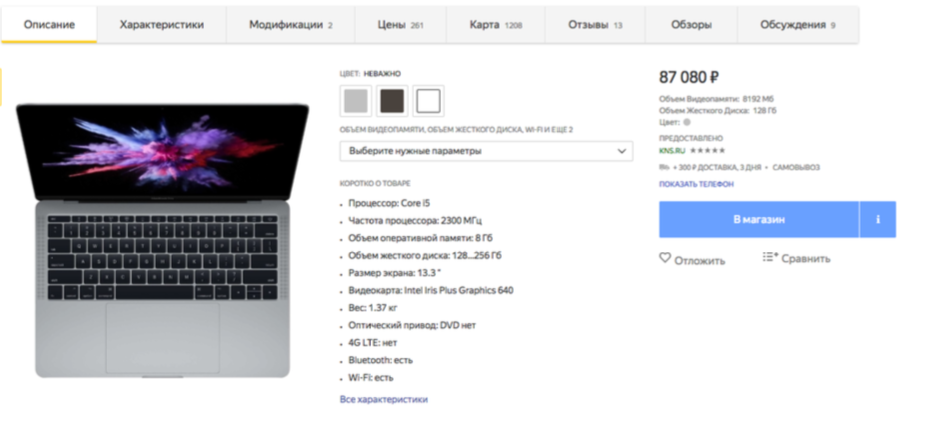 Описание Характеристики Модификации 2 Цены 261 Карта 1208 Отзывы 13 Обзоры Обсуждения 9
ЦВЕТ: НЕВАЖНО
ОБЪЕМ ВИДЕОПАМЯТИ, ОБЪЕМ ЖЕСТКОГО ДИСКА, WI-FI И ЕЩЕ 2
Выберите нужные параметры
КОРОТКО О ТОВАРЕ
Процессор: Core i5
Частота процессора: 2300 МГц
Объем оперативной памяти: 8 Гб
Объем жесткого диска: 128...256 Гб
Размер экрана: 13.3 "
Видеокарта: Intel Iris Plus Graphics 640
Вес: 1.37 кг
Оптический привод: DVD нет
4G LTE: нет
Bluetooth: есть
Wi-Fi: есть
Все характеристики
87 080 ₽
Объем Видеопамяти: 8192 Мб
Объем Жесткого Диска: 128 Гб
Цвет:
ПРЕДОСТАВЛЕНО
KNS.RU ★★★★★
+ 300 ₽ ДОСТАВКА, 3 ДНЯ • САМОВЫВОЗ
ПОКАЗАТЬ ТЕЛЕФОН
В магазин i
Отложить Сравнить